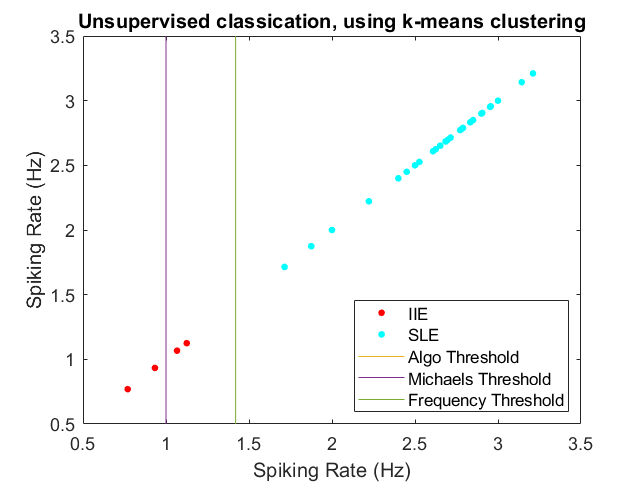 Unsupervised classication, using k-means clustering
3.5
3
2.5
2
1.5
1
0.5
Spiking Rate (Hz)
IIE
SLE
Algo Threshold
Michaels Threshold
Frequency Threshold
0.5 1 1.5 2 2.5 3 3.5
Spiking Rate (Hz)